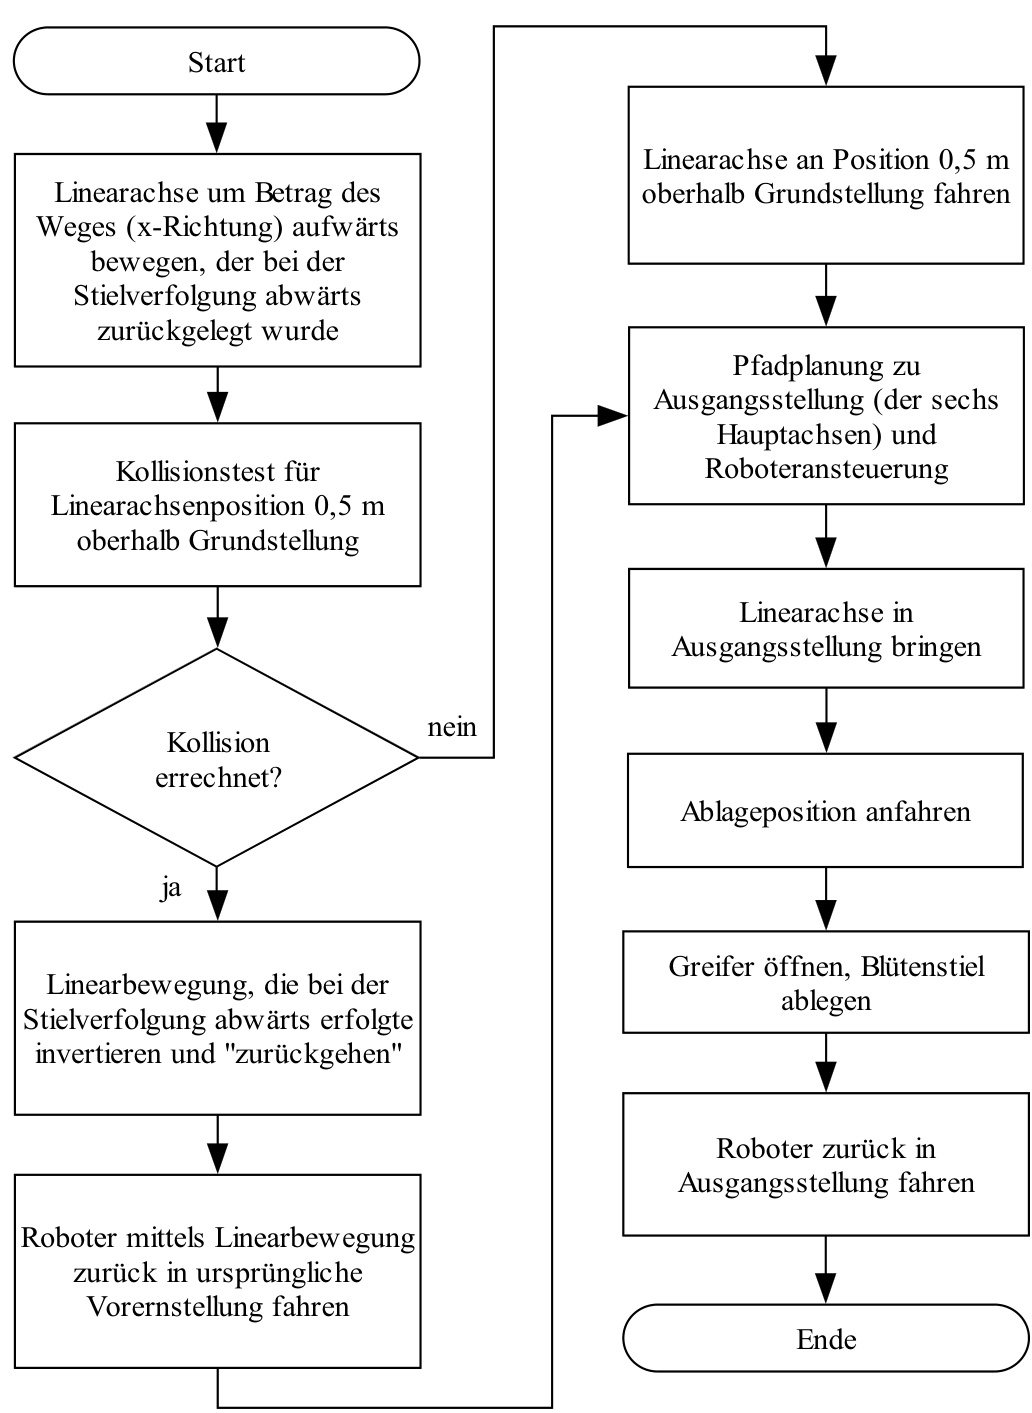 Start
Linearachse um Betrag des
Weges (x-Richtung) aufwärts
bewegen, der bei der
Stielverfolgung abwärts
zurückgelegt wurde
Kollisionstest für
Linearachsenposition 0,5 m
oberhalb Grundstellung
Kollision
errechnet?
nein
ja
Linearbewegung, die bei der
Stielverfolgung abwärts erfolgte
invertieren und "zurückgehen"
Roboter mittels Linearbewegung
zurück in ursprüngliche
Vorernstellung fahren
Linearachse an Position 0,5 m
oberhalb Grundstellung fahren
Pfadplanung zu
Ausgangsstellung (der sechs
Hauptachsen) und
Roboteransteuerung
Linearachse in
Ausgangsstellung bringen
Ablageposition anfahren
Greifer öffnen, Blütenstiel
ablegen
Roboter zurück in
Ausgangsstellung fahren
Ende